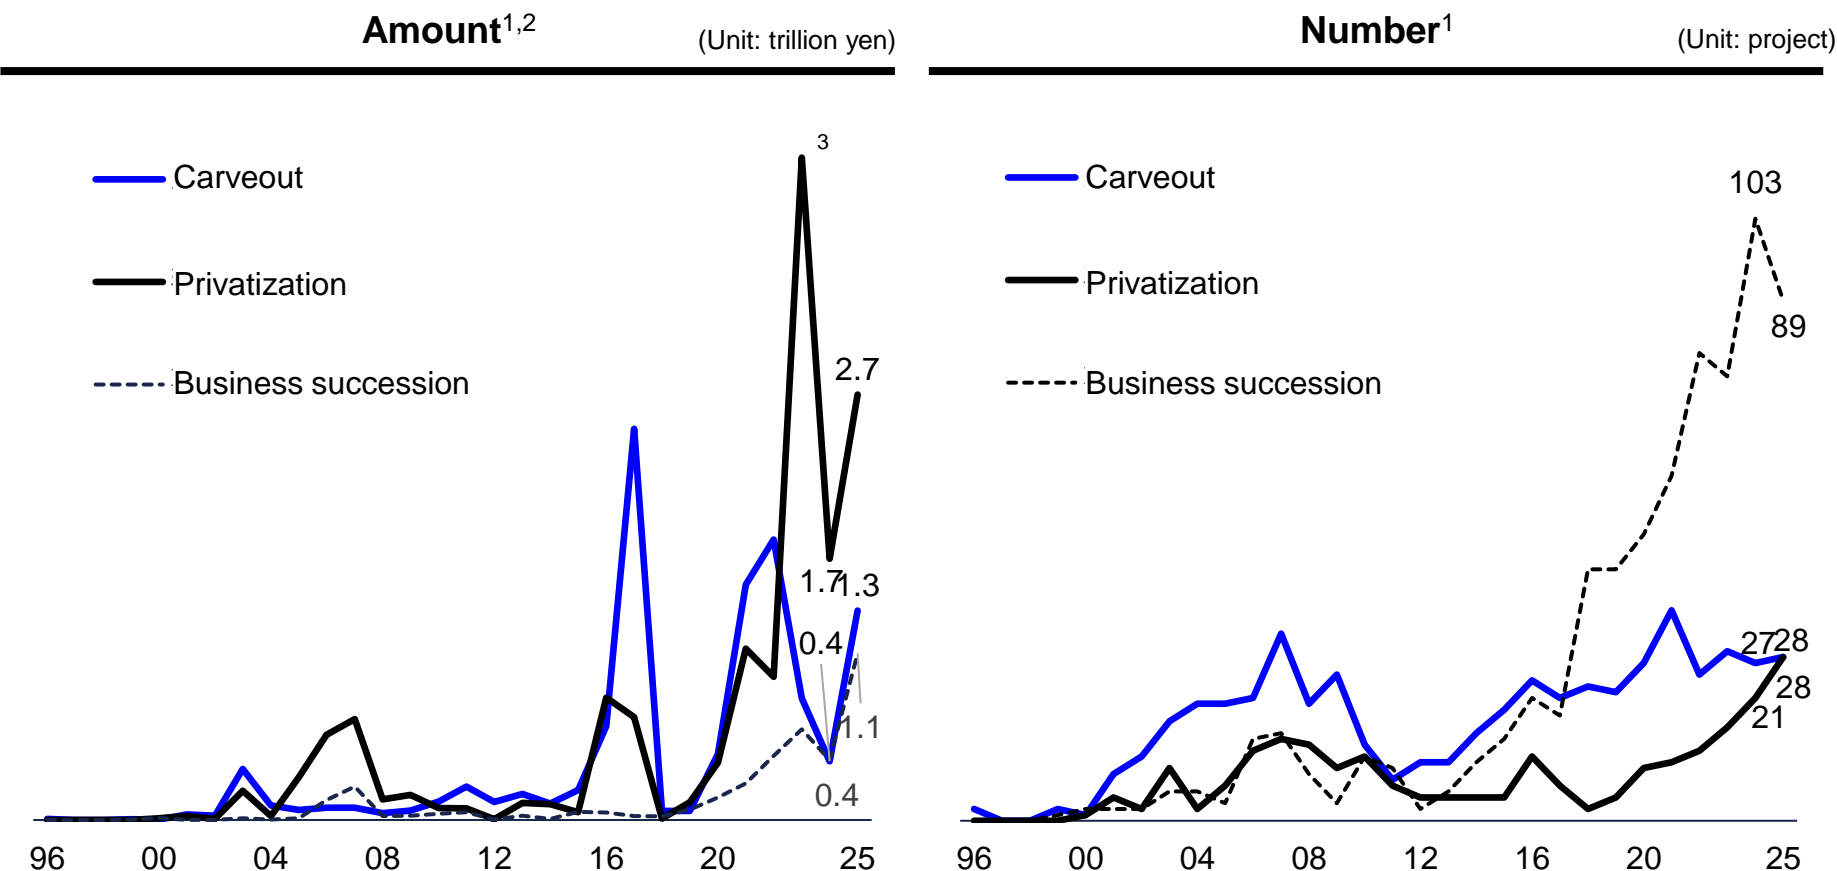 Amount1,2
(Unit: trillion yen)
Carveout
Privatization
Business succession
3
2.7
1.7
1.3
0.4
1.1
0.4
96 00 04 08 12 16 20 25
Number1
(Unit: project)
Carveout
Privatization
Business succession
103
89
27
28
28
21
96 00 04 08 12 16 20 25